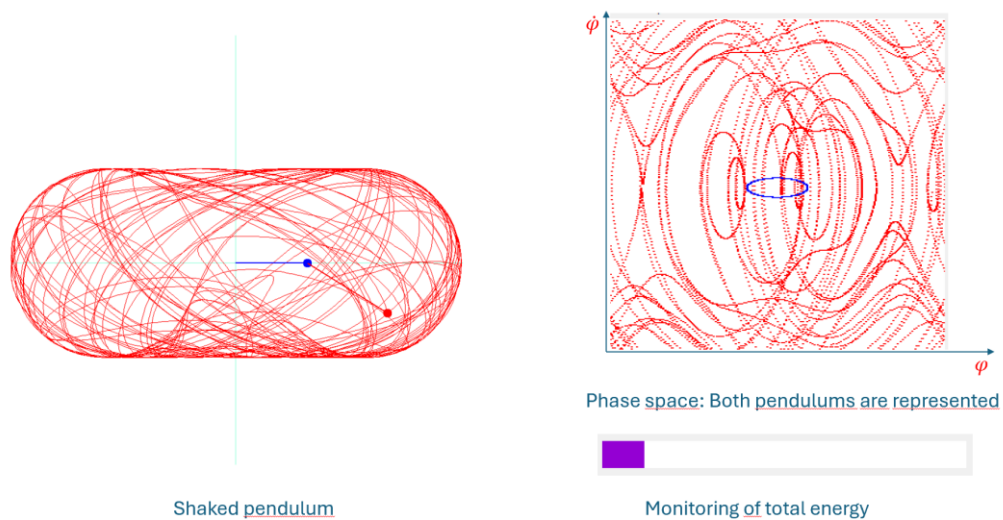 φ̇
φ
Phase space: Both pendulums are represented
Shaked pendulum
Monitoring of total energy